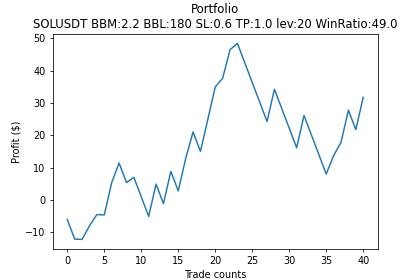 Portfolio
SOLUSDT BBM:2.2 BBL:180 SL:0.6 TP:1.0 lev:20 WinRatio:49.0
50
40
30
20
10
0
−10
Profit ($)
0 5 10 15 20 25 30 35 40
Trade counts